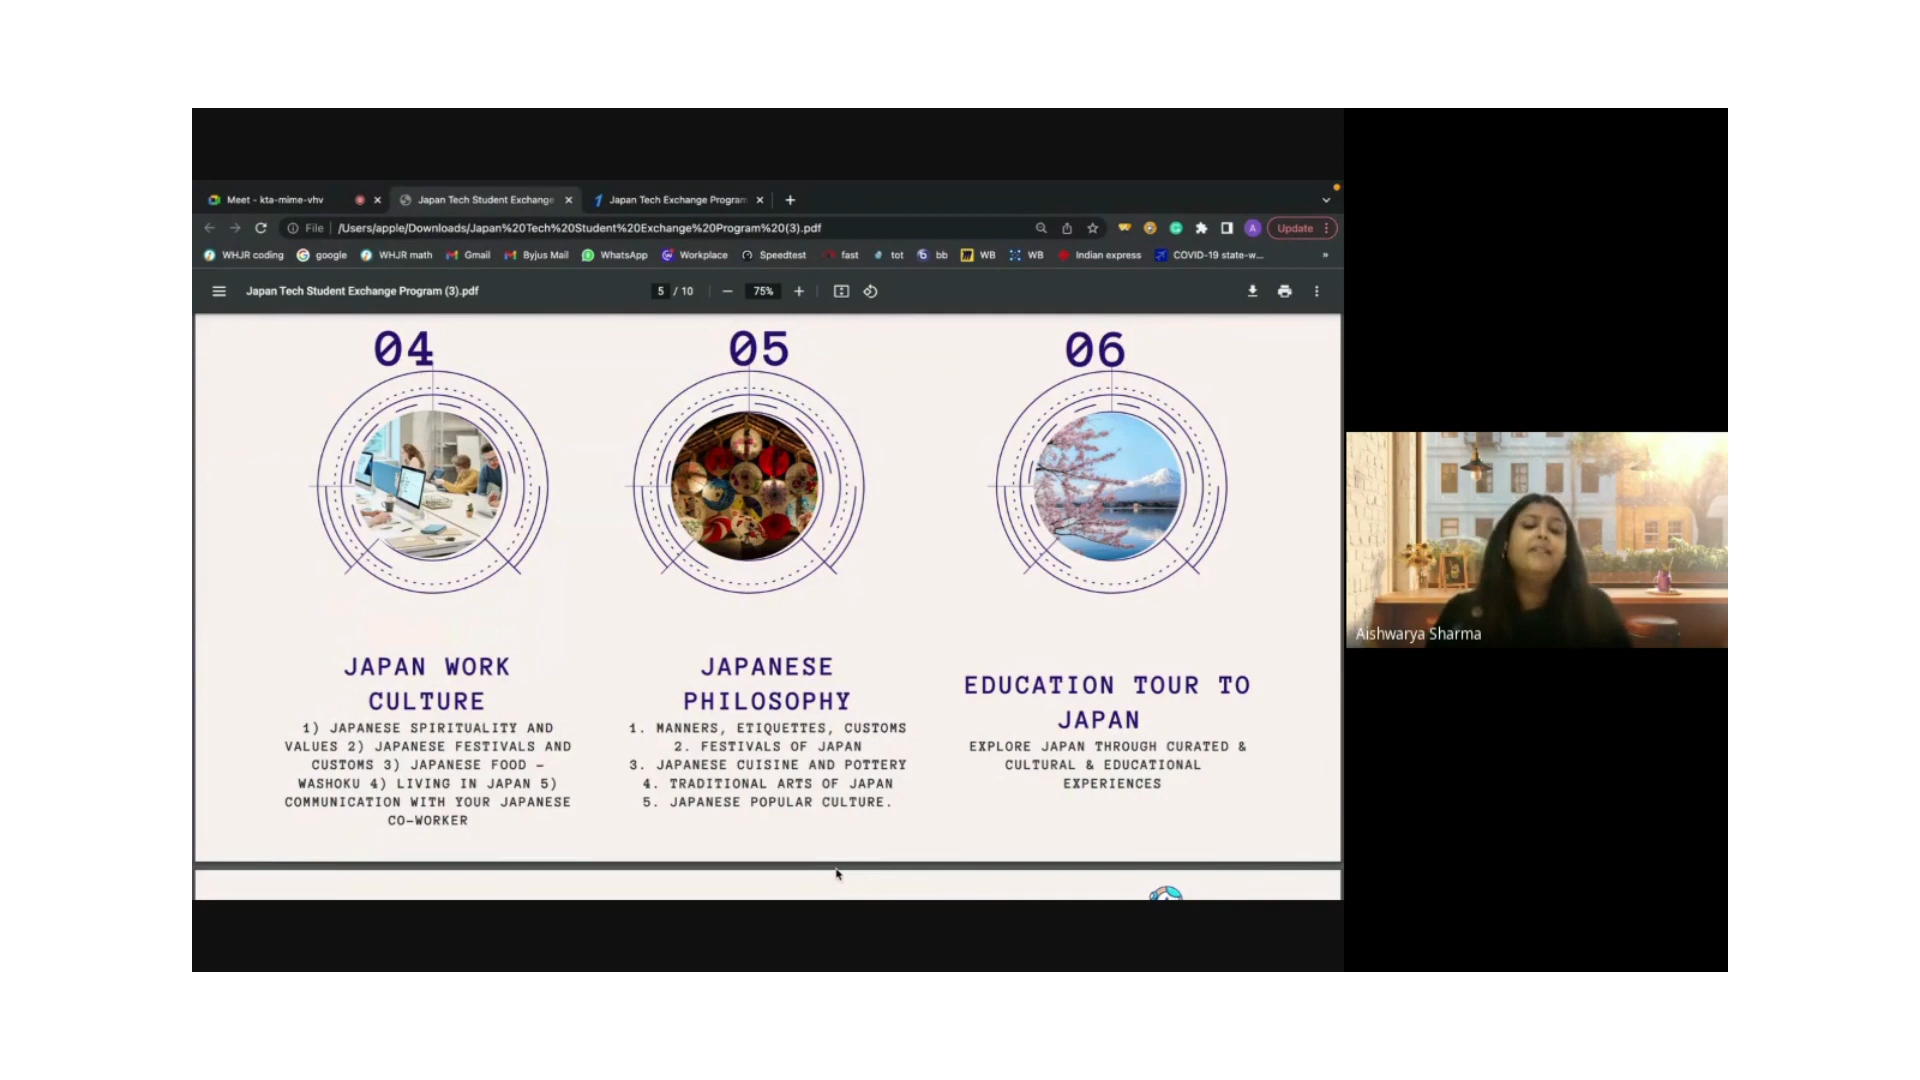 Meet - kta-mime-vhv
Japan Tech Student Exchange
Japan Tech Exchange Program
File /Users/apple/Downloads/Japan%20Tech%20Student%20Exchange%20Program%20(3).pdf
A
Update
WHJR coding google WHJR math Gmail Byjus Mail WhatsApp Workplace Speedtest fast tot bb WB WB Indian express COVID-19 state-w... »
Japan Tech Student Exchange Program (3).pdf
5 / 10
75%
04
05
06
JAPAN WORK
CULTURE
1) JAPANESE SPIRITUALITY AND
VALUES 2) JAPANESE FESTIVALS AND
CUSTOMS 3) JAPANESE FOOD -
WASHOKU 4) LIVING IN JAPAN 5)
COMMUNICATION WITH YOUR JAPANESE
CO-WORKER
JAPANESE
PHILOSOPHY
1. MANNERS, ETIQUETTES, CUSTOMS
2. FESTIVALS OF JAPAN
3. JAPANESE CUISINE AND POTTERY
4. TRADITIONAL ARTS OF JAPAN
5. JAPANESE POPULAR CULTURE.
EDUCATION TOUR TO
JAPAN
EXPLORE JAPAN THROUGH CURATED &
CULTURAL & EDUCATIONAL
EXPERIENCES
Aishwarya Sharma